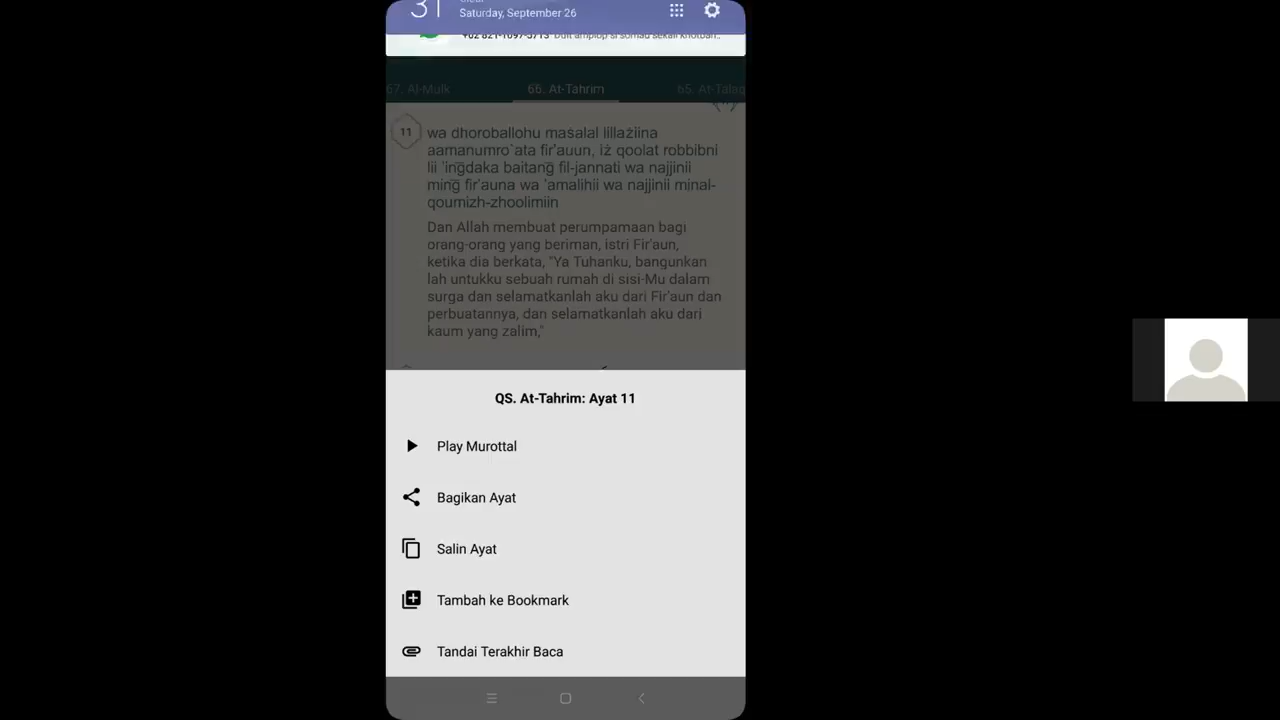 31
Saturday, September 26
67. Al-Mulk
66. At-Tahrim
65. At-Talaq
11
wa dhoroballohu maṡalal lillażiina
aamanumro`ata fir'auun, iż qoolat robbibni
lii 'ing̅daka baitang̅ fil-jannati wa najjinii
ming̅ fir'auna wa 'amalihii wa najjinii minal-
qoumizh-zhoolimiin
Dan Allah membuat perumpamaan bagi
orang-orang yang beriman, istri Fir'aun,
ketika dia berkata, "Ya Tuhanku, bangunkan
lah untukku sebuah rumah di sisi-Mu dalam
surga dan selamatkanlah aku dari Fir'aun dan
perbuatannya, dan selamatkanlah aku dari
kaum yang zalim,"
QS. At-Tahrim: Ayat 11
Play Murottal
Bagikan Ayat
Salin Ayat
Tambah ke Bookmark
Tandai Terakhir Baca